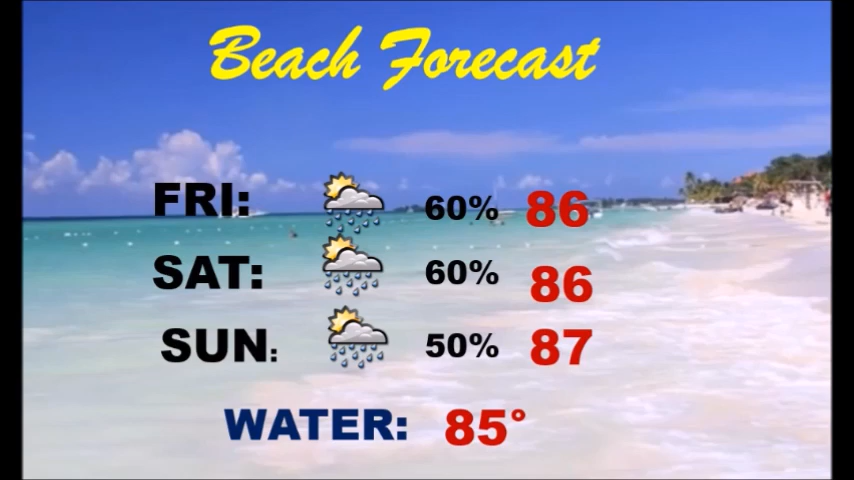 Beach Forecast
FRI: 60% 86
SAT: 60% 86
SUN: 50% 87
WATER: 85°